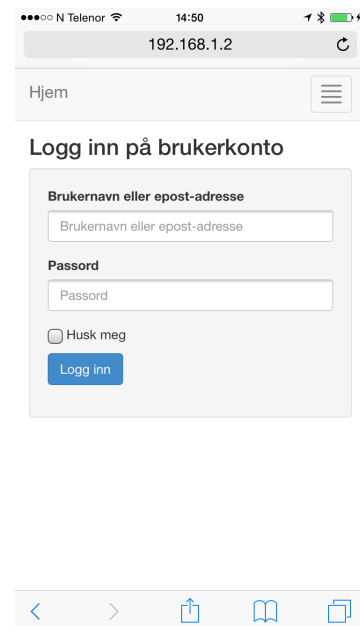 N Telenor 14:50
192.168.1.2
Hjem
Logg inn på brukerkonto
Brukernavn eller epost-adresse
Brukernavn eller epost-adresse
Passord
Passord
Husk meg
Logg inn